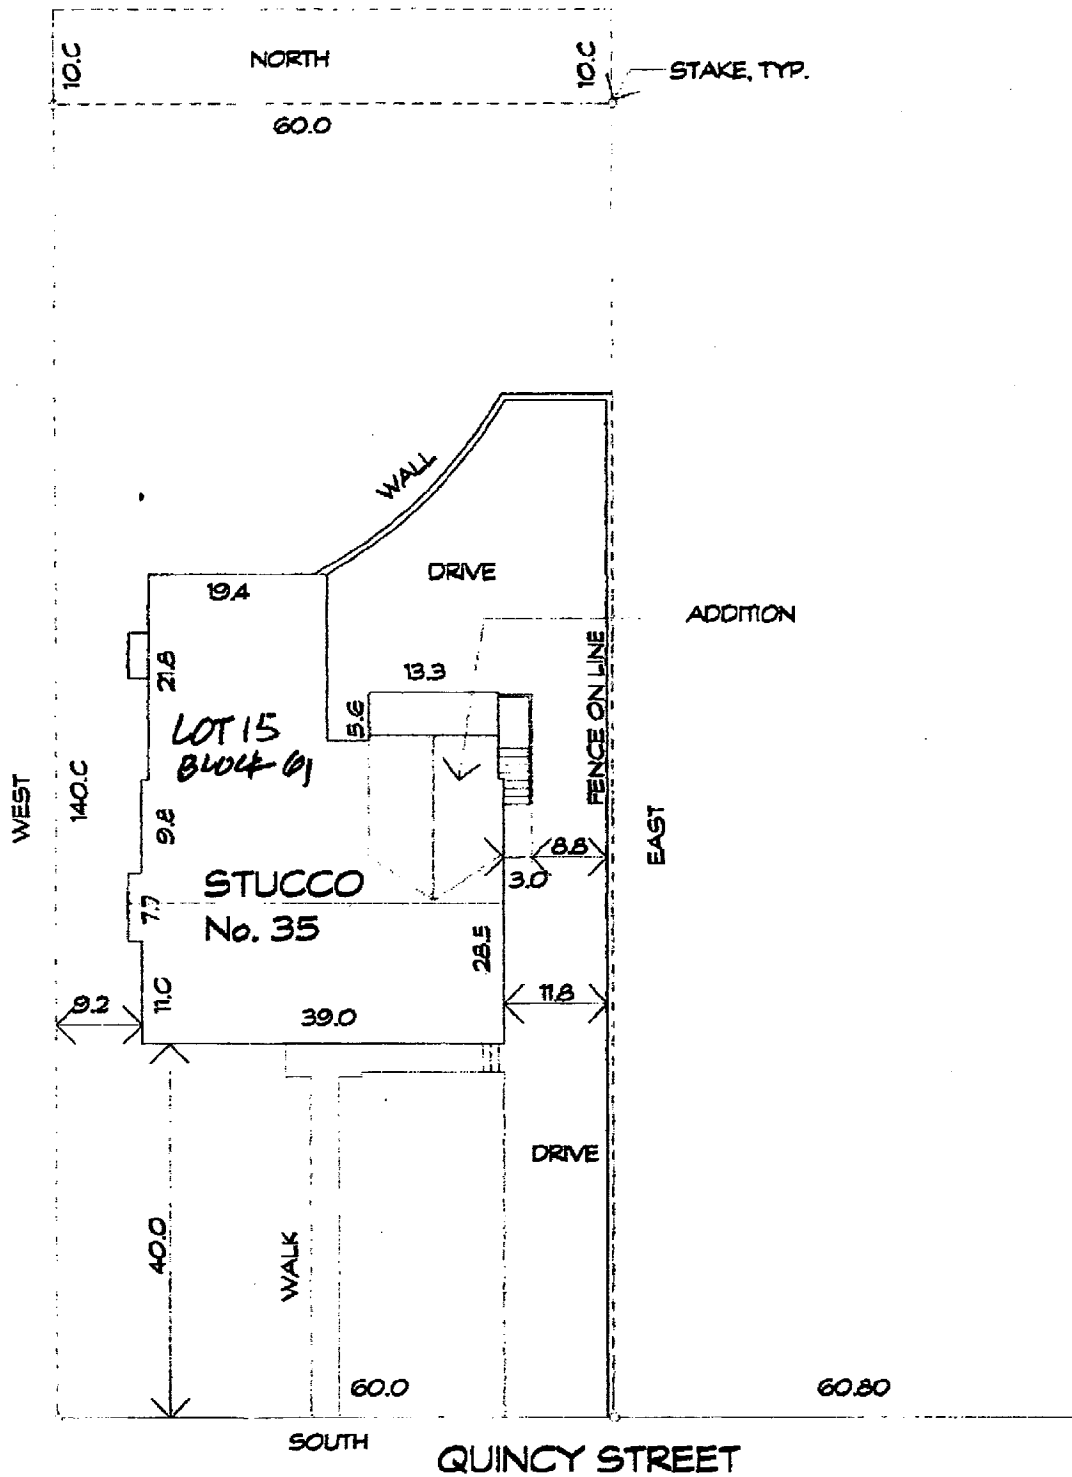 10.0
NORTH
10.0
STAKE, TYP.
60.0
WALL
DRIVE
19.4
ADDITION
13.3
21.8
5.6
FENCE ON LINE
LOT 15
BLOCK 61
WEST
140.0
9.8
EAST
8.8
3.0
STUCCO
No. 35
7.7
28.5
11.0
9.2
11.8
39.0
DRIVE
40.0
WALK
60.0
60.80
SOUTH
QUINCY STREET